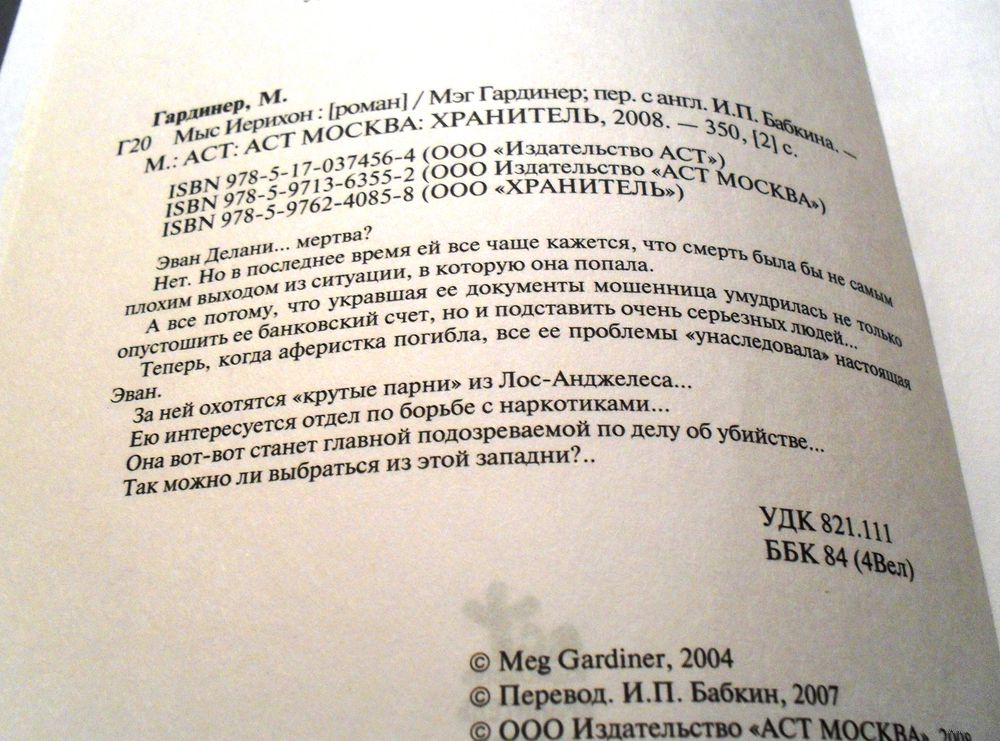 Гардинер, М.
Г20 Мыс Иерихон : [роман] / Мэг Гардинер; пер. с англ. И.П. Бабкина. –
М.: АСТ: АСТ МОСКВА: ХРАНИТЕЛЬ, 2008. — 350, [2] с.
ISBN 978-5-17-037456-4 (ООО «Издательство АСТ»)
ISBN 978-5-9713-6355-2 (ООО Издательство «АСТ МОСКВА»)
ISBN 978-5-9762-4085-8 (ООО «ХРАНИТЕЛЬ»)
Эван Делани... мертва?
Нет. Но в последнее время ей все чаще кажется, что смерть была бы не самым
плохим выходом из ситуации, в которую она попала.
А все потому, что укравшая ее документы мошенница умудрилась не только
опустошить ее банковский счет, но и подставить очень серьезных людей...
Теперь, когда аферистка погибла, все ее проблемы «унаследовала» настоящая
Эван.
За ней охотятся «крутые парни» из Лос-Анджелеса...
Ею интересуется отдел по борьбе с наркотиками...
Она вот-вот станет главной подозреваемой по делу об убийстве...
Так можно ли выбраться из этой западни?..
УДК 821.111
ББК 84 (4Вел)
© Meg Gardiner, 2004
© Перевод. И.П. Бабкин, 2007
© ООО Издательство «АСТ МОСКВА», 2008